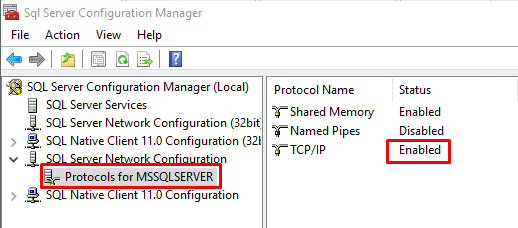 Sql Server Configuration Manager
File Action View Help
SQL Server Configuration Manager (Local)
SQL Server Services
SQL Server Network Configuration (32bit)
SQL Native Client 11.0 Configuration (32
SQL Server Network Configuration
Protocols for MSSQLSERVER
SQL Native Client 11.0 Configuration
Protocol Name Status
Shared Memory Enabled
Named Pipes Disabled
TCP/IP Enabled